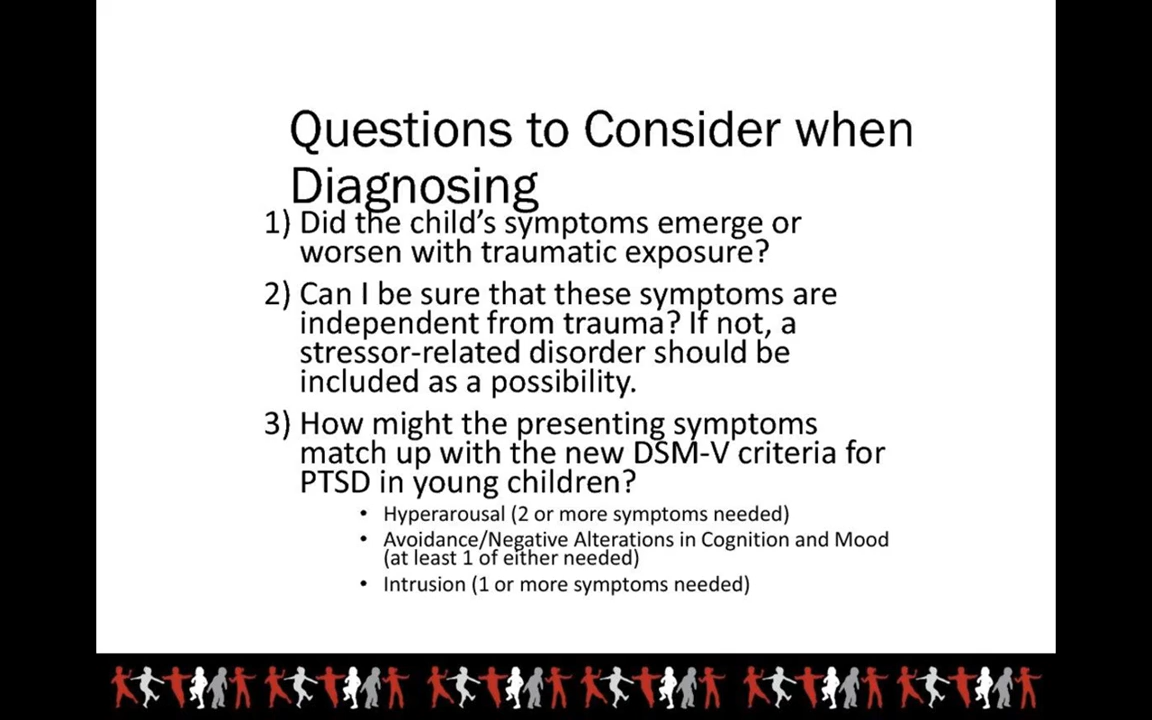 Questions to Consider when
Diagnosing
1) Did the child's symptoms emerge or
worsen with traumatic exposure?
2) Can I be sure that these symptoms are
independent from trauma? If not, a
stressor-related disorder should be
included as a possibility.
3) How might the presenting symptoms
match up with the new DSM-V criteria for
PTSD in young children?
• Hyperarousal (2 or more symptoms needed)
• Avoidance/Negative Alterations in Cognition and Mood
(at least 1 of either needed)
• Intrusion (1 or more symptoms needed)